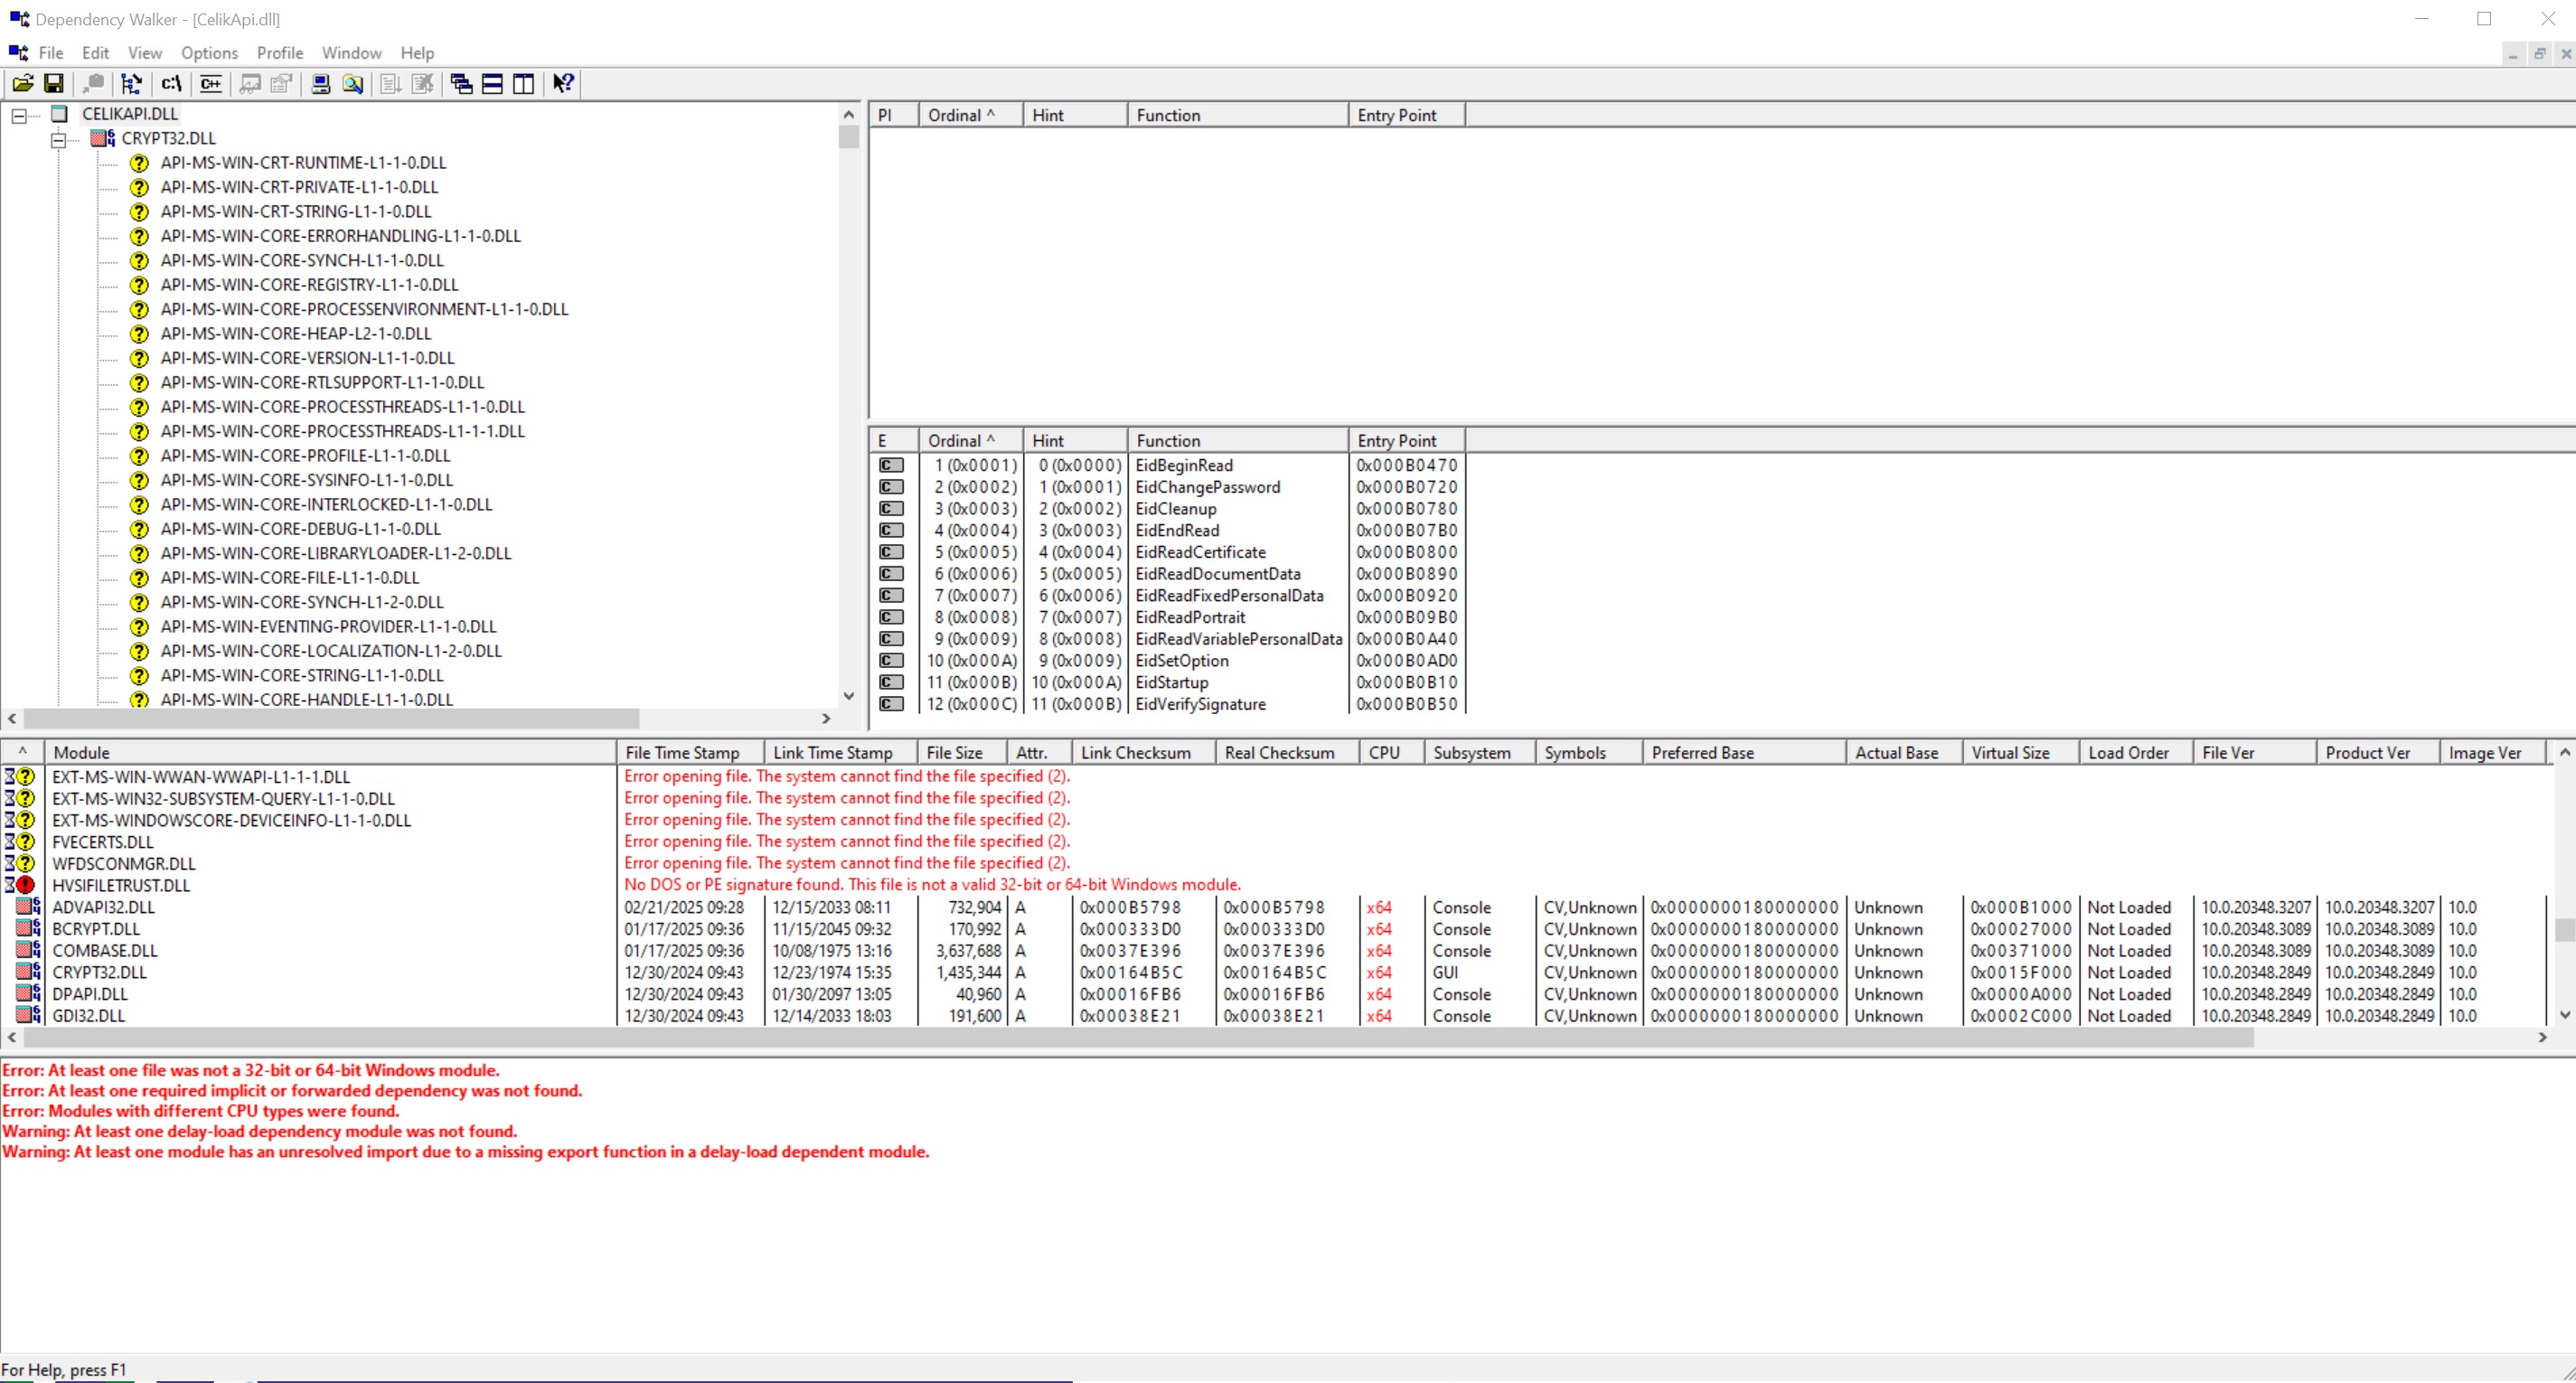 Dependency Walker - [CelikApi.dll]
File Edit View Options Profile Window Help
c:\ C++
CELIKAPI.DLL
CRYPT32.DLL
API-MS-WIN-CRT-RUNTIME-L1-1-0.DLL
API-MS-WIN-CRT-PRIVATE-L1-1-0.DLL
API-MS-WIN-CRT-STRING-L1-1-0.DLL
API-MS-WIN-CORE-ERRORHANDLING-L1-1-0.DLL
API-MS-WIN-CORE-SYNCH-L1-1-0.DLL
API-MS-WIN-CORE-REGISTRY-L1-1-0.DLL
API-MS-WIN-CORE-PROCESSENVIRONMENT-L1-1-0.DLL
API-MS-WIN-CORE-HEAP-L2-1-0.DLL
API-MS-WIN-CORE-VERSION-L1-1-0.DLL
API-MS-WIN-CORE-RTLSUPPORT-L1-1-0.DLL
API-MS-WIN-CORE-PROCESSTHREADS-L1-1-0.DLL
API-MS-WIN-CORE-PROCESSTHREADS-L1-1-1.DLL
API-MS-WIN-CORE-PROFILE-L1-1-0.DLL
API-MS-WIN-CORE-SYSINFO-L1-1-0.DLL
API-MS-WIN-CORE-INTERLOCKED-L1-1-0.DLL
API-MS-WIN-CORE-DEBUG-L1-1-0.DLL
API-MS-WIN-CORE-LIBRARYLOADER-L1-2-0.DLL
API-MS-WIN-CORE-FILE-L1-1-0.DLL
API-MS-WIN-CORE-SYNCH-L1-2-0.DLL
API-MS-WIN-EVENTING-PROVIDER-L1-1-0.DLL
API-MS-WIN-CORE-LOCALIZATION-L1-2-0.DLL
API-MS-WIN-CORE-STRING-L1-1-0.DLL
API-MS-WIN-CORE-HANDLE-L1-1-0.DLL
PI Ordinal ^ Hint Function Entry Point
E Ordinal ^ Hint Function Entry Point
C 1 (0x0001) 0 (0x0000) EidBeginRead 0x000B0470
C 2 (0x0002) 1 (0x0001) EidChangePassword 0x000B0720
C 3 (0x0003) 2 (0x0002) EidCleanup 0x000B0780
C 4 (0x0004) 3 (0x0003) EidEndRead 0x000B07B0
C 5 (0x0005) 4 (0x0004) EidReadCertificate 0x000B0800
C 6 (0x0006) 5 (0x0005) EidReadDocumentData 0x000B0890
C 7 (0x0007) 6 (0x0006) EidReadFixedPersonalData 0x000B0920
C 8 (0x0008) 7 (0x0007) EidReadPortrait 0x000B09B0
C 9 (0x0009) 8 (0x0008) EidReadVariablePersonalData 0x000B0A40
C 10 (0x000A) 9 (0x0009) EidSetOption 0x000B0AD0
C 11 (0x000B) 10 (0x000A) EidStartup 0x000B0B10
C 12 (0x000C) 11 (0x000B) EidVerifySignature 0x000B0B50
^ Module File Time Stamp Link Time Stamp File Size Attr. Link Checksum Real Checksum CPU Subsystem Symbols Preferred Base Actual Base Virtual Size Load Order File Ver Product Ver Image Ver
EXT-MS-WIN-WWAN-WWAPI-L1-1-1.DLL Error opening file. The system cannot find the file specified (2).
EXT-MS-WIN32-SUBSYSTEM-QUERY-L1-1-0.DLL Error opening file. The system cannot find the file specified (2).
EXT-MS-WINDOWSCORE-DEVICEINFO-L1-1-0.DLL Error opening file. The system cannot find the file specified (2).
FVECERTS.DLL Error opening file. The system cannot find the file specified (2).
WFDSCONMGR.DLL Error opening file. The system cannot find the file specified (2).
HVSIFILETRUST.DLL No DOS or PE signature found. This file is not a valid 32-bit or 64-bit Windows module.
ADVAPI32.DLL 02/21/2025 09:28 12/15/2033 08:11 732,904 A 0x000B5798 0x000B5798 x64 Console CV,Unknown 0x0000000180000000 Unknown 0x000B1000 Not Loaded 10.0.20348.3207 10.0.20348.3207 10.0
BCRYPT.DLL 01/17/2025 09:36 11/15/2045 09:32 170,992 A 0x000333D0 0x000333D0 x64 Console CV,Unknown 0x0000000180000000 Unknown 0x00027000 Not Loaded 10.0.20348.3089 10.0.20348.3089 10.0
COMBASE.DLL 01/17/2025 09:36 10/08/1975 13:16 3,637,688 A 0x0037E396 0x0037E396 x64 Console CV,Unknown 0x0000000180000000 Unknown 0x00371000 Not Loaded 10.0.20348.3089 10.0.20348.3089 10.0
CRYPT32.DLL 12/30/2024 09:43 12/23/1974 15:35 1,435,344 A 0x00164B5C 0x00164B5C x64 GUI CV,Unknown 0x0000000180000000 Unknown 0x0015F000 Not Loaded 10.0.20348.2849 10.0.20348.2849 10.0
DPAPI.DLL 12/30/2024 09:43 01/30/2097 13:05 40,960 A 0x00016FB6 0x00016FB6 x64 Console CV,Unknown 0x0000000180000000 Unknown 0x0000A000 Not Loaded 10.0.20348.2849 10.0.20348.2849 10.0
GDI32.DLL 12/30/2024 09:43 12/14/2033 18:03 191,600 A 0x00038E21 0x00038E21 x64 Console CV,Unknown 0x0000000180000000 Unknown 0x0002C000 Not Loaded 10.0.20348.2849 10.0.20348.2849 10.0
Error: At least one file was not a 32-bit or 64-bit Windows module.
Error: At least one required implicit or forwarded dependency was not found.
Error: Modules with different CPU types were found.
Warning: At least one delay-load dependency module was not found.
Warning: At least one module has an unresolved import due to a missing export function in a delay-load dependent module.
For Help, press F1